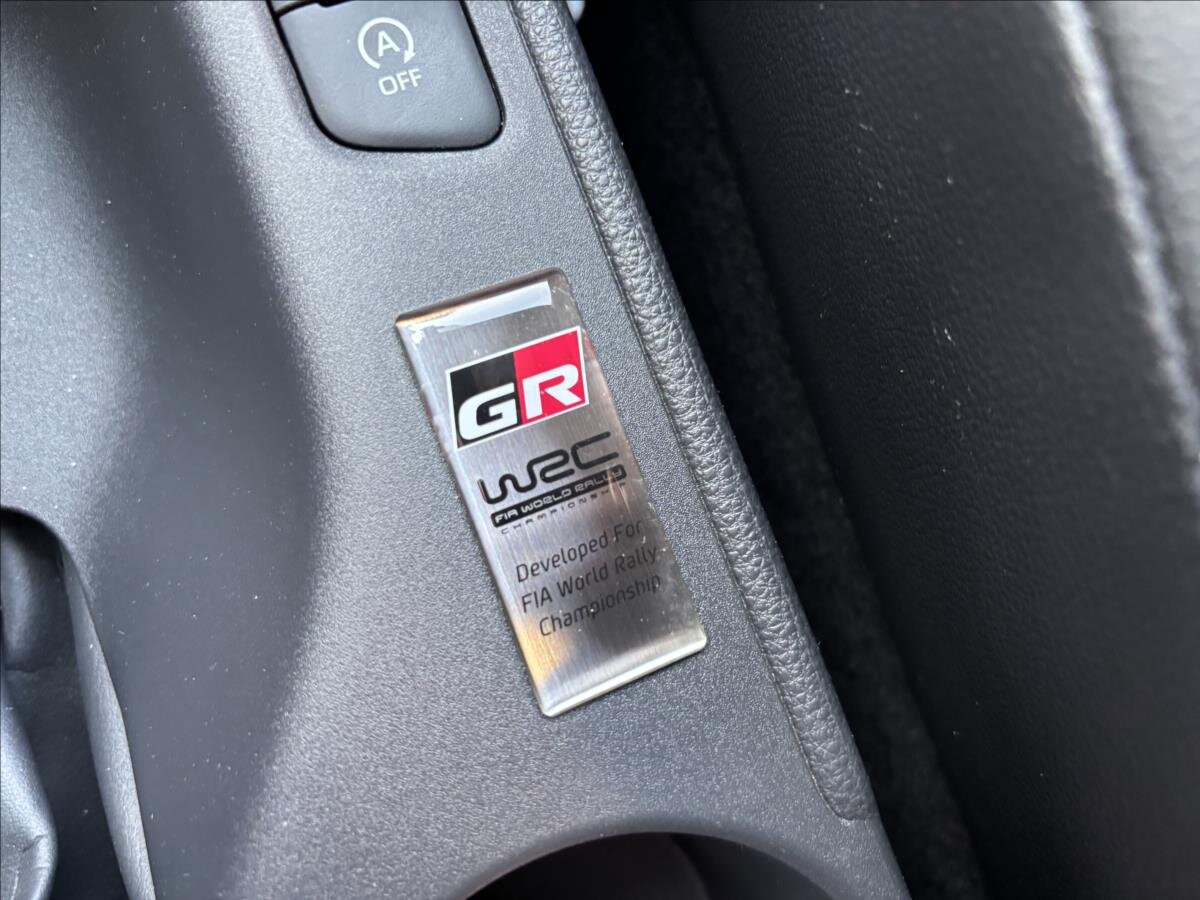 A
OFF
GR
WRC
FIA WORLD RALLY
CHAMPIONSHIP
Developed For
FIA World Rally
Championship